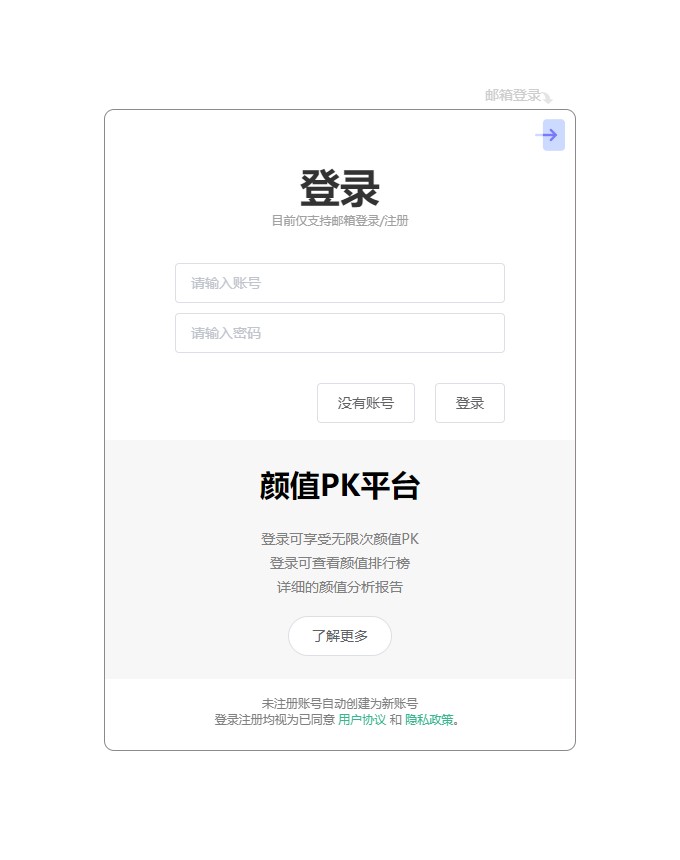 邮箱登录
登录
目前仅支持邮箱登录/注册
请输入账号
请输入密码
没有账号 登录
颜值PK平台
登录可享受无限次颜值PK
登录可查看颜值排行榜
详细的颜值分析报告
了解更多
未注册账号自动创建为新账号
登录注册均视为已同意 用户协议 和 隐私政策。